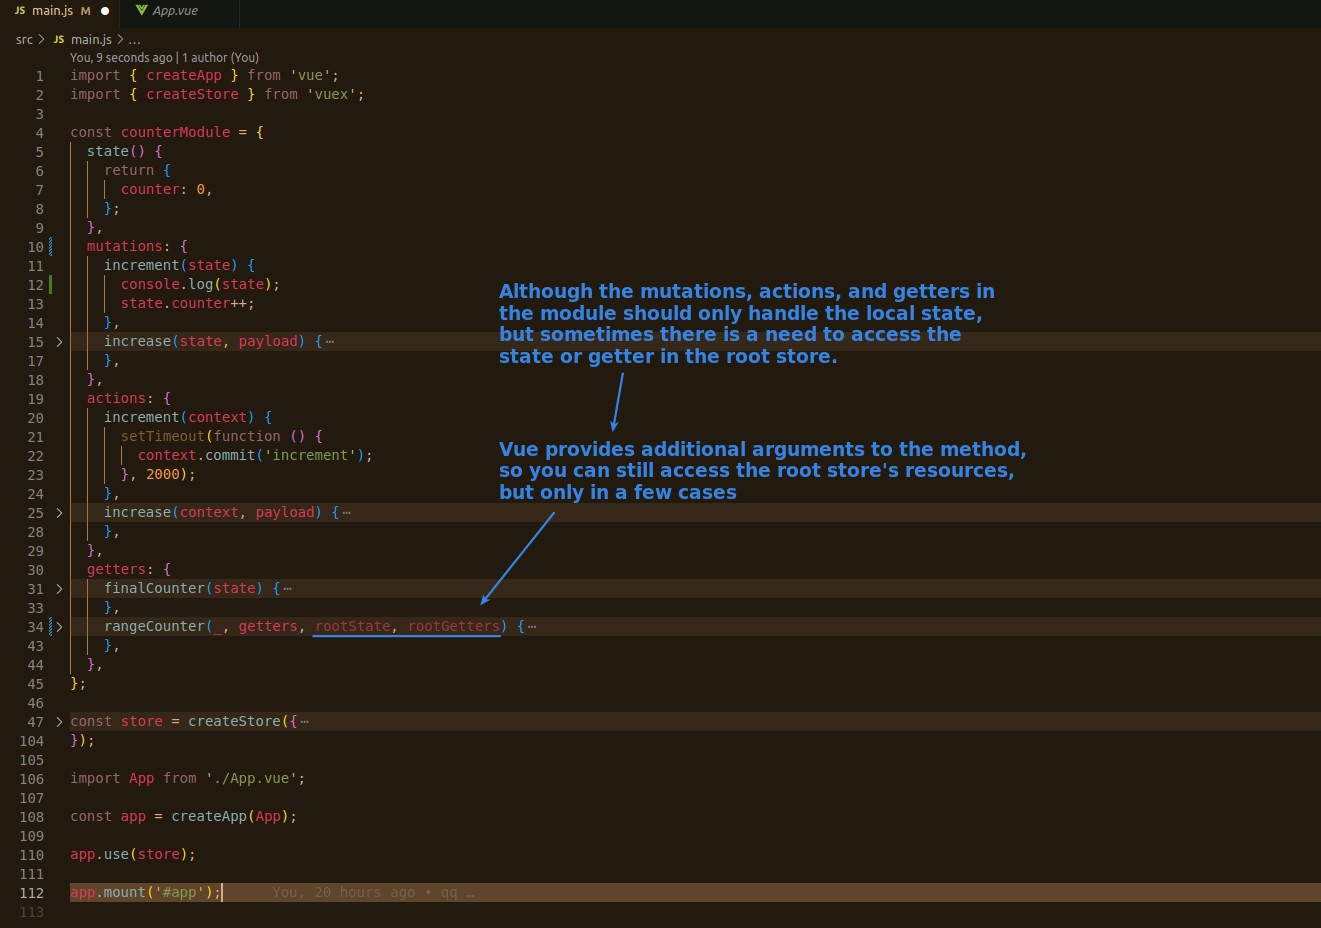 JS main.js M ● App.vue
src > JS main.js > ...
You, 9 seconds ago | 1 author (You)
1 import { createApp } from 'vue';
2 import { createStore } from 'vuex';
3
4 const counterModule = {
5 state() {
6 return {
7 counter: 0,
8 };
9 },
10 mutations: {
11 increment(state) {
12 console.log(state);
13 state.counter++;
14 },
15 increase(state, payload) {⋯
17 },
18 },
19 actions: {
20 increment(context) {
21 setTimeout(function () {
22 context.commit('increment');
23 }, 2000);
24 },
25 increase(context, payload) {⋯
28 },
29 },
30 getters: {
31 finalCounter(state) {⋯
33 },
34 rangeCounter(_, getters, rootState, rootGetters) {⋯
43 },
44 },
45 };
46
47 const store = createStore({⋯
104 });
105
106 import App from './App.vue';
107
108 const app = createApp(App);
109
110 app.use(store);
111
112 app.mount('#app'); You, 20 hours ago • qq …
113
Although the mutations, actions, and getters in
the module should only handle the local state,
but sometimes there is a need to access the
state or getter in the root store.
Vue provides additional arguments to the method,
so you can still access the root store's resources,
but only in a few cases